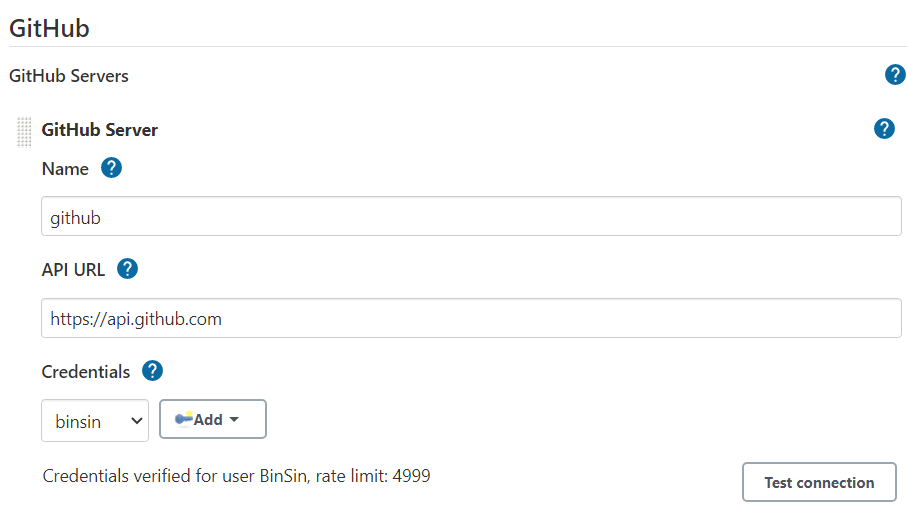 GitHub
GitHub Servers
GitHub Server
Name
github
API URL
https://api.github.com
Credentials
binsin
Add
Credentials verified for user BinSin, rate limit: 4999
Test connection